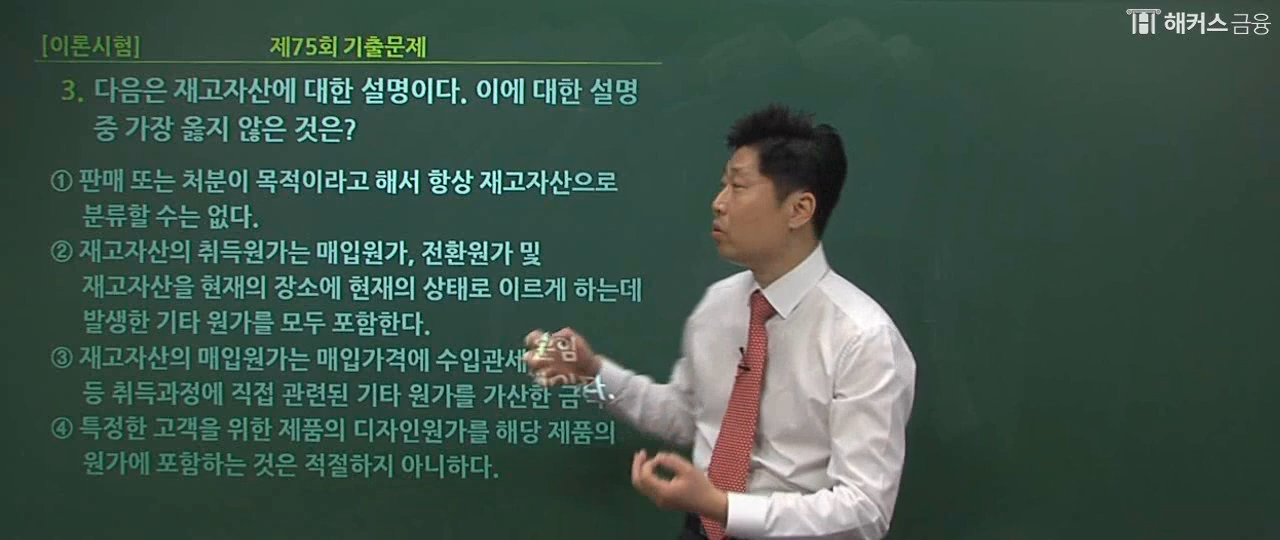 해커스 금융
[이론시험] 제75회 기출문제
3. 다음은 재고자산에 대한 설명이다. 이에 대한 설명
중 가장 옳지 않은 것은?
① 판매 또는 처분이 목적이라고 해서 항상 재고자산으로
분류할 수는 없다.
② 재고자산의 취득원가는 매입원가, 전환원가 및
재고자산을 현재의 장소에 현재의 상태로 이르게 하는데
발생한 기타 원가를 모두 포함한다.
③ 재고자산의 매입원가는 매입가격에 수입관세
등 취득과정에 직접 관련된 기타 원가를 가산한
④ 특정한 고객을 위한 제품의 디자인원가를 해당 제품의
원가에 포함하는 것은 적절하지 아니하다.